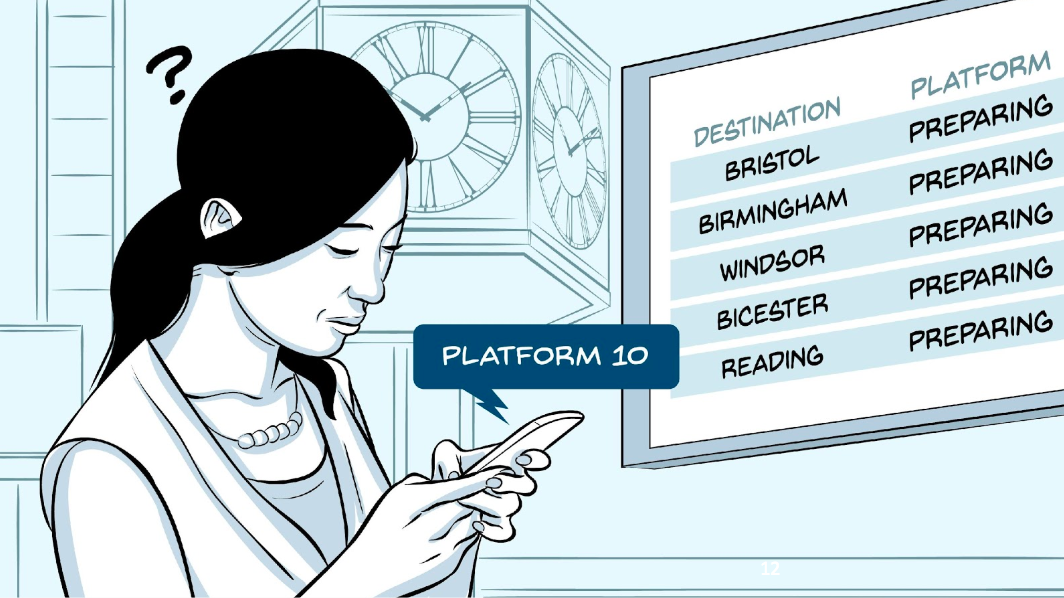 ?
DESTINATION PLATFORM
BRISTOL PREPARING
BIRMINGHAM PREPARING
WINDSOR PREPARING
BICESTER PREPARING
READING PREPARING
PLATFORM 10
12